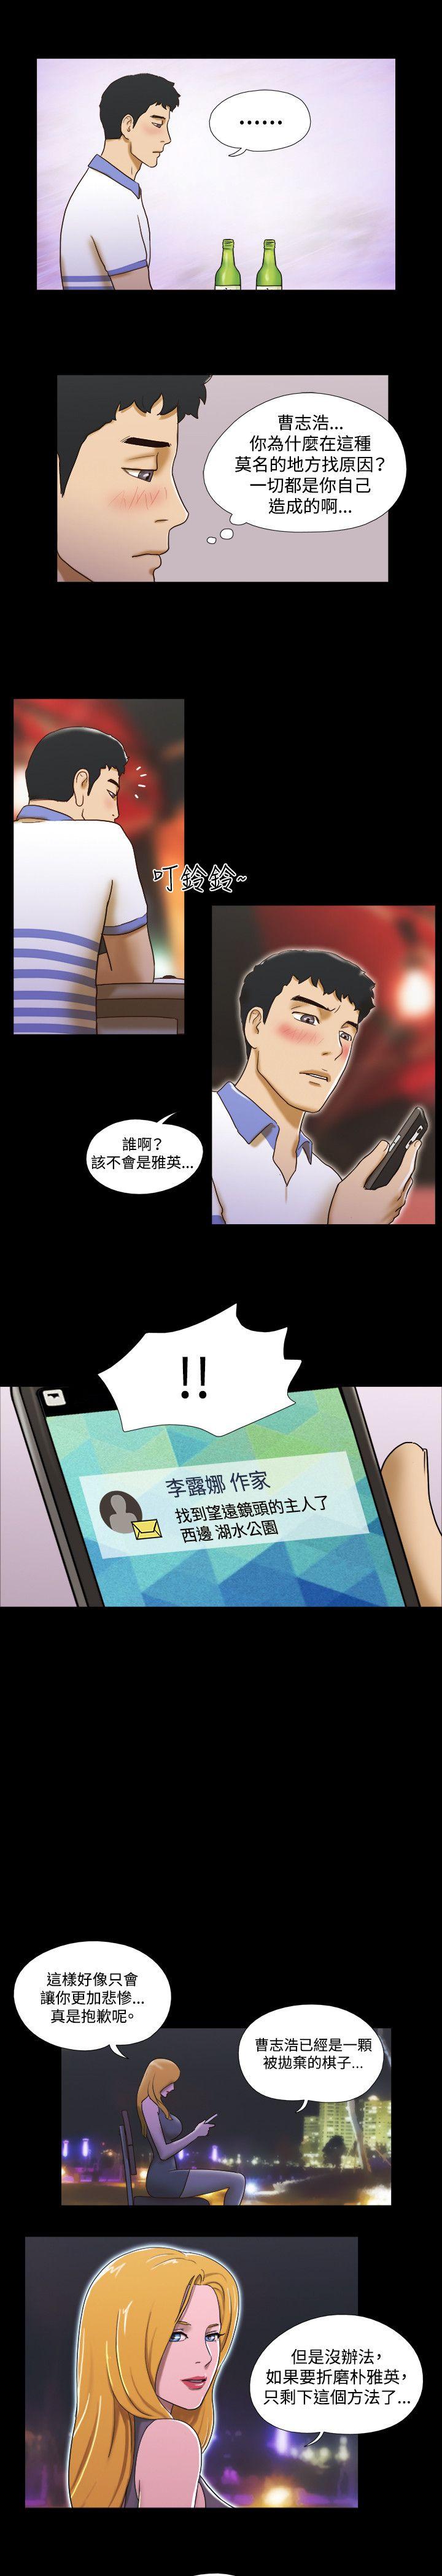 ……
曹志浩...
你為什麼在這種
莫名的地方找原因?
一切都是你自己
造成的啊...
叮鈴鈴~
誰啊?
該不會是雅英...
!!
李露娜 作家
找到望遠鏡頭的主人了
西邊 湖水公園
這樣好像只會
讓你更加悲慘...
真是抱歉呢。
曹志浩已經是一顆
被拋棄的棋子...
但是沒辦法,
如果要折磨朴雅英,
只剩下這個方法了...